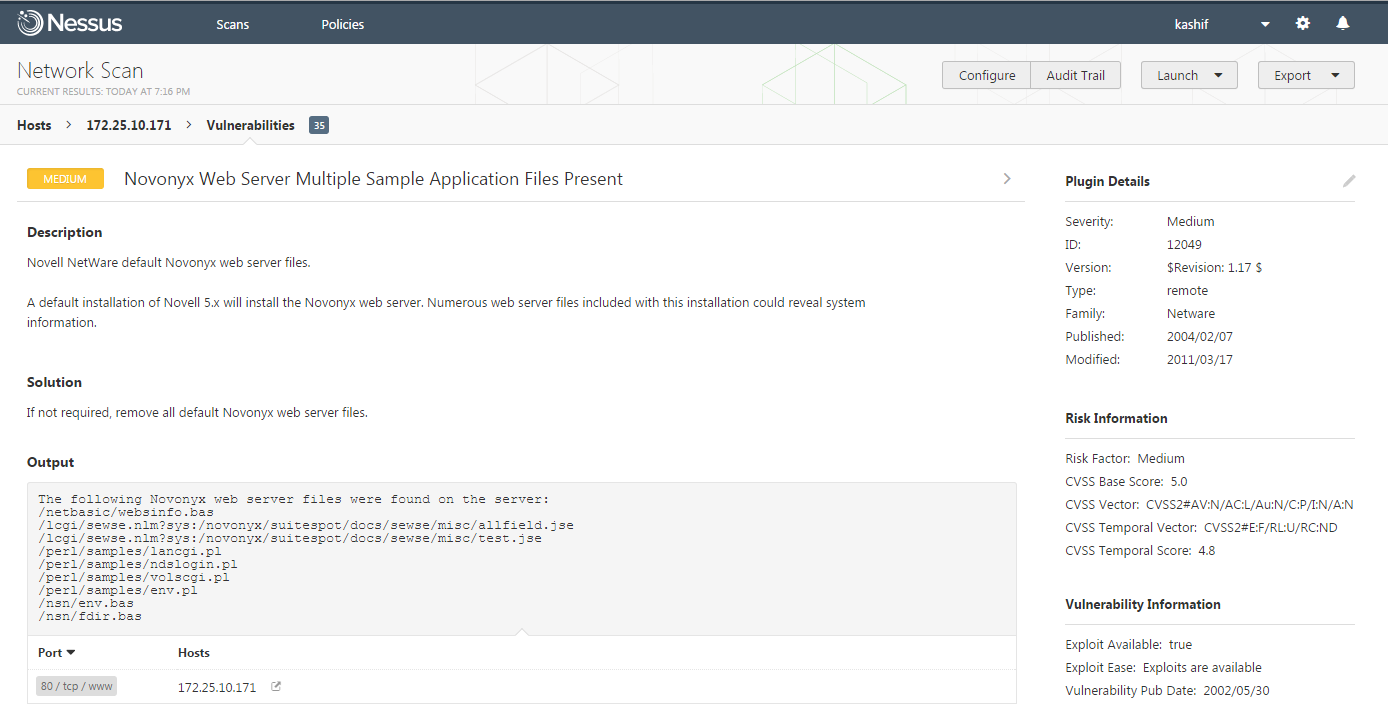 Nessus Scans Policies kashif
Network Scan
CURRENT RESULTS: TODAY AT 7:16 PM
Configure Audit Trail Launch Export
Hosts > 172.25.10.171 > Vulnerabilities 35
MEDIUM Novonyx Web Server Multiple Sample Application Files Present
Description
Novell NetWare default Novonyx web server files.
A default installation of Novell 5.x will install the Novonyx web server. Numerous web server files included with this installation could reveal system
information.
Solution
If not required, remove all default Novonyx web server files.
Output
The following Novonyx web server files were found on the server:
/netbasic/websinfo.bas
/lcgi/sewse.nlm?sys:/novonyx/suitespot/docs/sewse/misc/allfield.jse
/lcgi/sewse.nlm?sys:/novonyx/suitespot/docs/sewse/misc/test.jse
/perl/samples/lancgi.pl
/perl/samples/ndslogin.pl
/perl/samples/volscgi.pl
/perl/samples/env.pl
/nsn/env.bas
/nsn/fdir.bas
Port Hosts
80 / tcp / www 172.25.10.171
Plugin Details
Severity: Medium
ID: 12049
Version: $Revision: 1.17 $
Type: remote
Family: Netware
Published: 2004/02/07
Modified: 2011/03/17
Risk Information
Risk Factor: Medium
CVSS Base Score: 5.0
CVSS Vector: CVSS2#AV:N/AC:L/Au:N/C:P/I:N/A:N
CVSS Temporal Vector: CVSS2#E:F/RL:U/RC:ND
CVSS Temporal Score: 4.8
Vulnerability Information
Exploit Available: true
Exploit Ease: Exploits are available
Vulnerability Pub Date: 2002/05/30